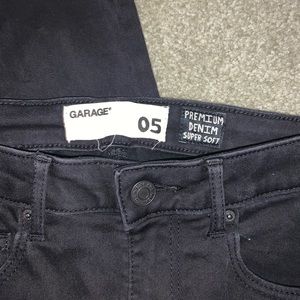 GARAGE*
05
PREMIUM
DENIM
SUPER SOFT